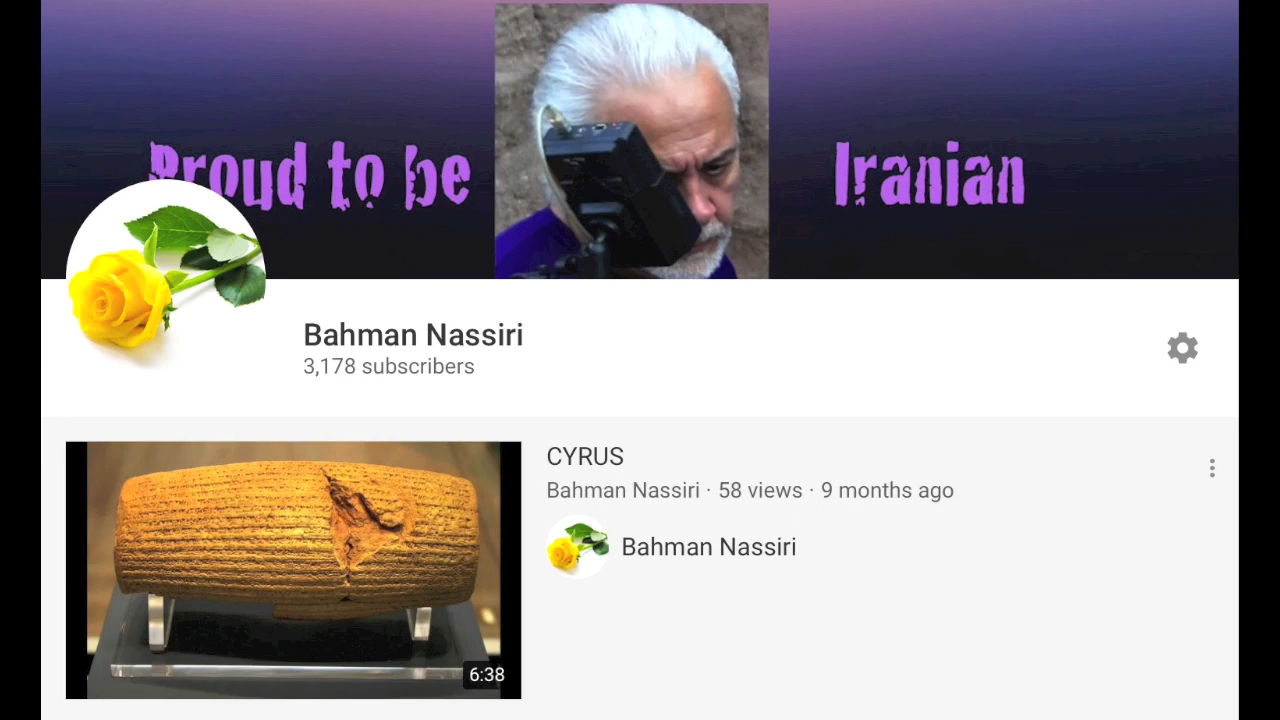 Proud to be Iranian
Bahman Nassiri
3,178 subscribers
CYRUS
Bahman Nassiri · 58 views · 9 months ago
Bahman Nassiri
6:38